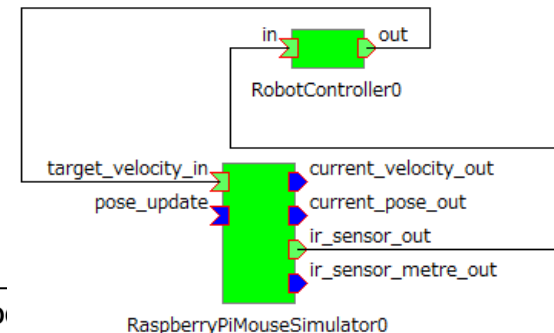 in out
RobotController0
target_velocity_in current_velocity_out
pose_update current_pose_out
ir_sensor_out
ir_sensor_metre_out
RaspberryPiMouseSimulator0